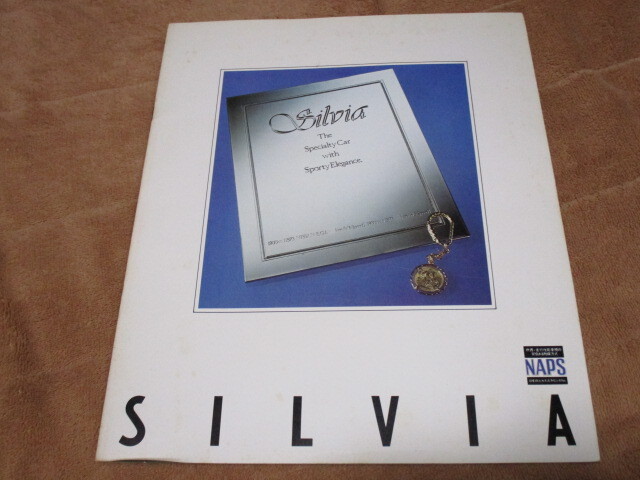 Silvia
The
Specialty Car
with
Sporty Elegance.
NAPS
SILVIA